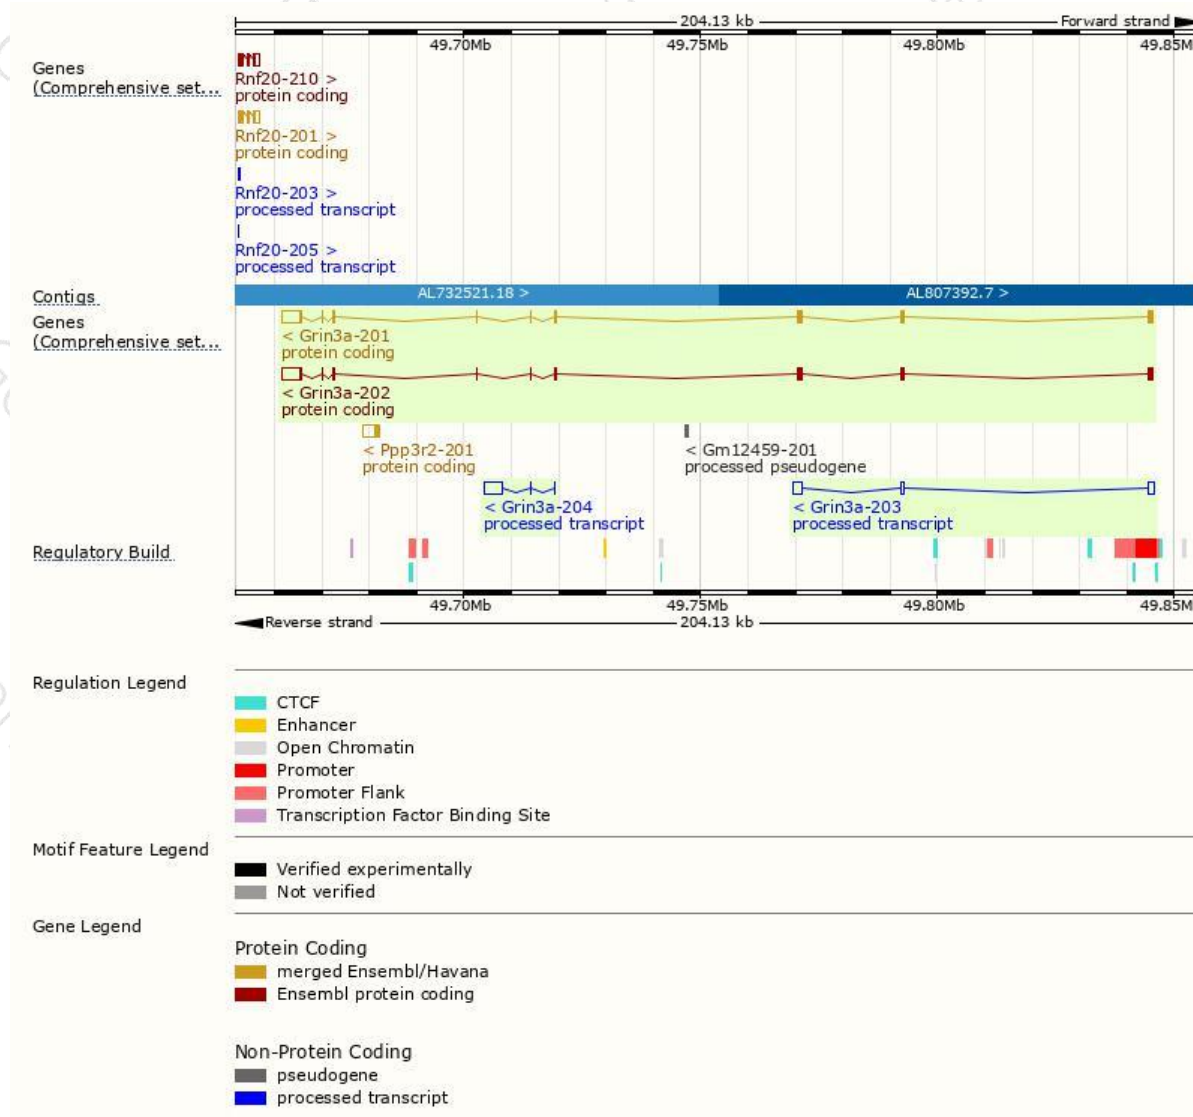 204.13 kb Forward strand
49.70Mb 49.75Mb 49.80Mb 49.85M
Genes
(Comprehensive set...
Rnf20-210 >
protein coding
Rnf20-201 >
protein coding
Rnf20-203 >
processed transcript
Rnf20-205 >
processed transcript
Contigs AL732521.18 > AL807392.7 >
Genes
(Comprehensive set...
< Grin3a-201
protein coding
< Grin3a-202
protein coding
< Ppp3r2-201 < Gm12459-201
protein coding processed pseudogene
< Grin3a-204 < Grin3a-203
processed transcript processed transcript
Regulatory Build
49.70Mb 49.75Mb 49.80Mb 49.85M
Reverse strand 204.13 kb
Regulation Legend
CTCF
Enhancer
Open Chromatin
Promoter
Promoter Flank
Transcription Factor Binding Site
Motif Feature Legend
Verified experimentally
Not verified
Gene Legend
Protein Coding
merged Ensembl/Havana
Ensembl protein coding
Non-Protein Coding
pseudogene
processed transcript